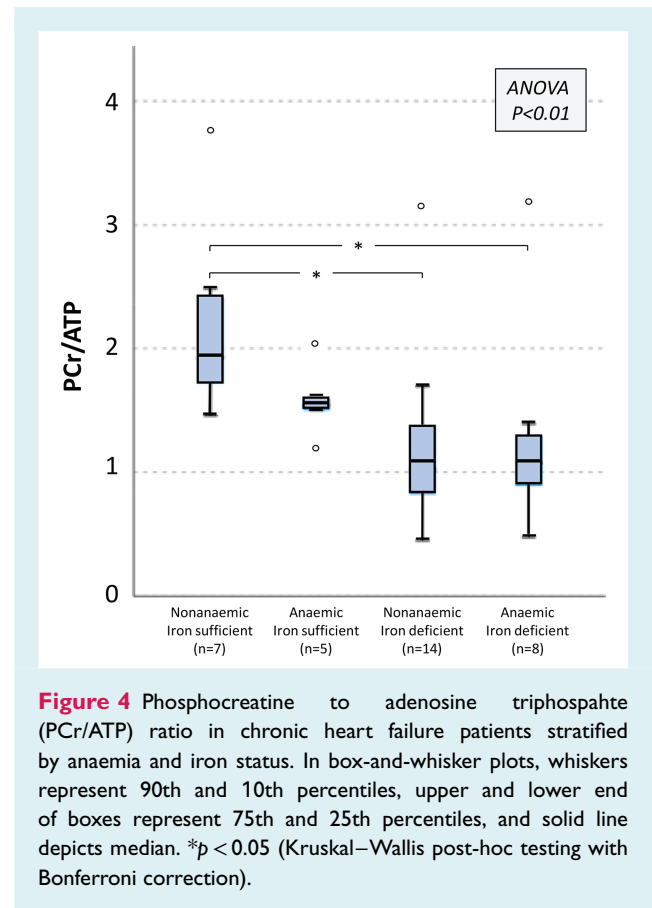 ANOVA
P<0.01
4
3
2
1
0
PCr/ATP
*
*
Nonanaemic
Iron sufficient
(n=7)
Anaemic
Iron sufficient
(n=5)
Nonanaemic
Iron deficient
(n=14)
Anaemic
Iron deficient
(n=8)
Figure 4 Phosphocreatine to adenosine triphospahte
(PCr/ATP) ratio in chronic heart failure patients stratified
by anaemia and iron status. In box-and-whisker plots, whiskers
represent 90th and 10th percentiles, upper and lower end
of boxes represent 75th and 25th percentiles, and solid line
depicts median. *p < 0.05 (Kruskal–Wallis post-hoc testing with
Bonferroni correction).